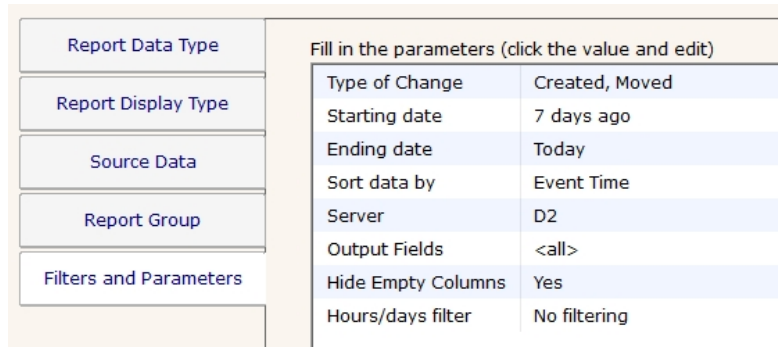 Report Data Type
Report Display Type
Source Data
Report Group
Filters and Parameters
Fill in the parameters (click the value and edit)
Type of Change Created, Moved
Starting date 7 days ago
Ending date Today
Sort data by Event Time
Server D2
Output Fields <all>
Hide Empty Columns Yes
Hours/days filter No filtering